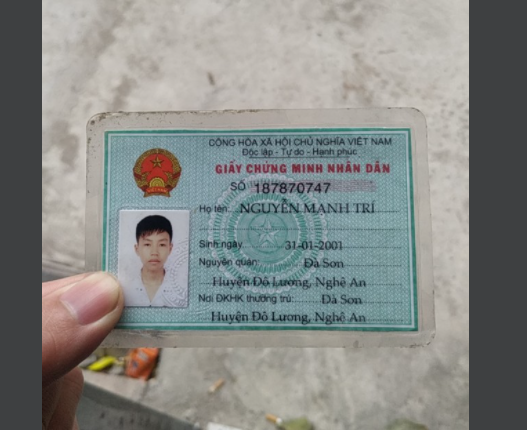 CỘNG HÒA XÃ HỘI CHỦ NGHĨA VIỆT NAM
Độc lập - Tự do - Hạnh phúc
GIẤY CHỨNG MINH NHÂN DÂN
SỐ 187870747
Họ tên: NGUYỄN MẠNH TRÍ
Sinh ngày 31-01-2001
Nguyên quán: Đà Sơn
Huyện Đô Lương, Nghệ An
Nơi ĐKHK thường trú: Đà Sơn
Huyện Đô Lương, Nghệ An